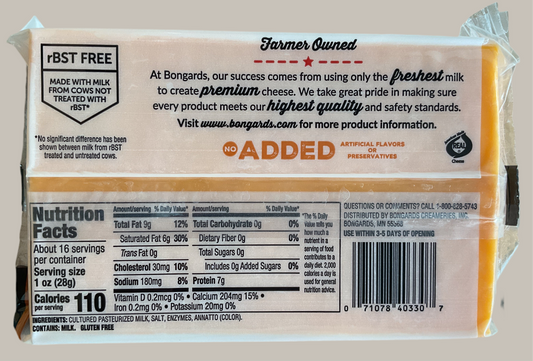 rBST FREE
MADE WITH MILK
FROM COWS NOT
TREATED WITH
rBST*
*No significant difference has been
shown between milk from rBST
treated and untreated cows.
Farmer Owned
At Bongards, our success comes from using only the freshest milk
to create premium cheese. We take great pride in making sure
every product meets our highest quality and safety standards.
Visit www.bongards.com for more product information.
NO ADDED ARTIFICIAL FLAVORS
OR
PRESERVATIVES
REAL
Cheese
Nutrition
Facts
About 16 servings
per container
Serving size
1 oz (28g)
Calories 110
per serving
Amount/serving % Daily Value*
Total Fat 9g 12%
Saturated Fat 6g 30%
Trans Fat 0g
Cholesterol 30mg 10%
Sodium 180mg 8%
Amount/serving % Daily Value*
Total Carbohydrate 0g 0%
Dietary Fiber 0g 0%
Total Sugars 0g
Includes 0g Added Sugars 0%
Protein 7g
Vitamin D 0.2mcg 0% • Calcium 204mg 15% •
Iron 0.2mg 0% • Potassium 20mg 0%
*The % Daily
Value tells you
how much a
nutrient in a
serving of food
contributes to a
daily diet. 2,000
calories a day is
used for general
nutrition advice.
INGREDIENTS: CULTURED PASTEURIZED MILK, SALT, ENZYMES, ANNATTO (COLOR).
CONTAINS: MILK. GLUTEN FREE
QUESTIONS OR COMMENTS? CALL 1-800-828-5743
DISTRIBUTED BY BONGARDS CREAMERIES, INC.
BONGARDS, MN 55368
USE WITHIN 3-5 DAYS OF OPENING
0 71078 40330 7